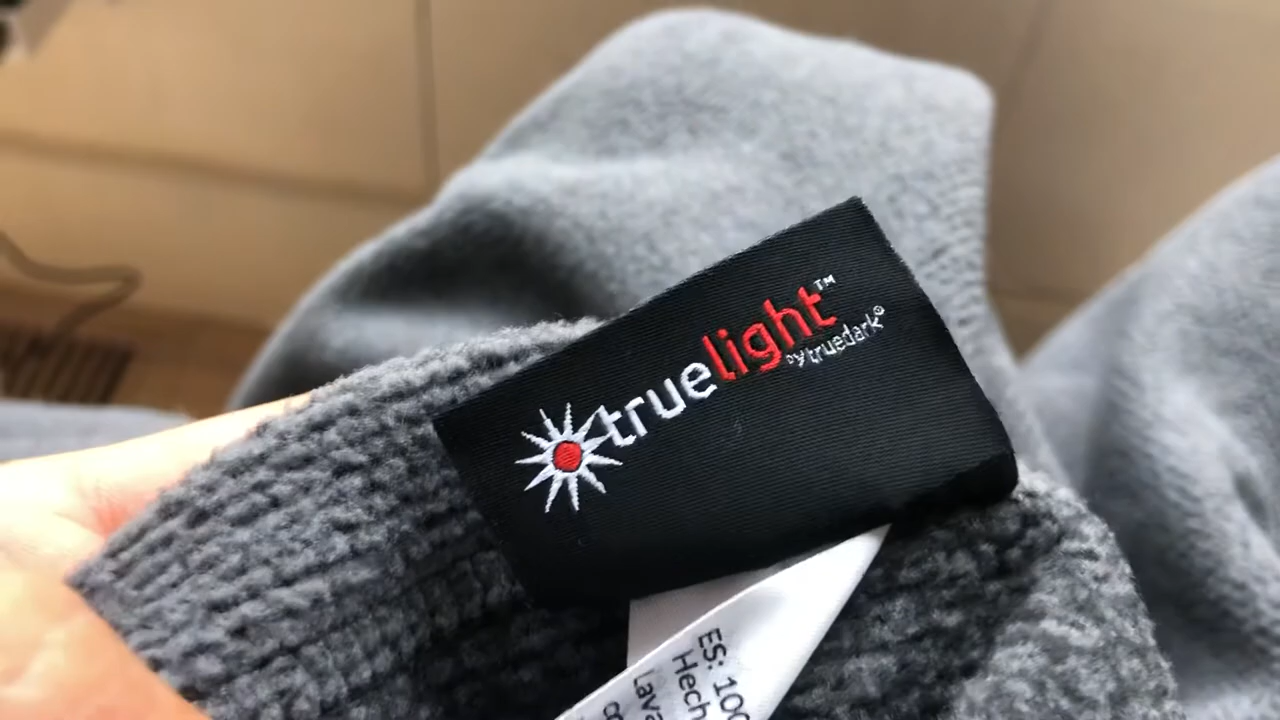 truelight™
by truedark®
ES: 100
Hech
Lava